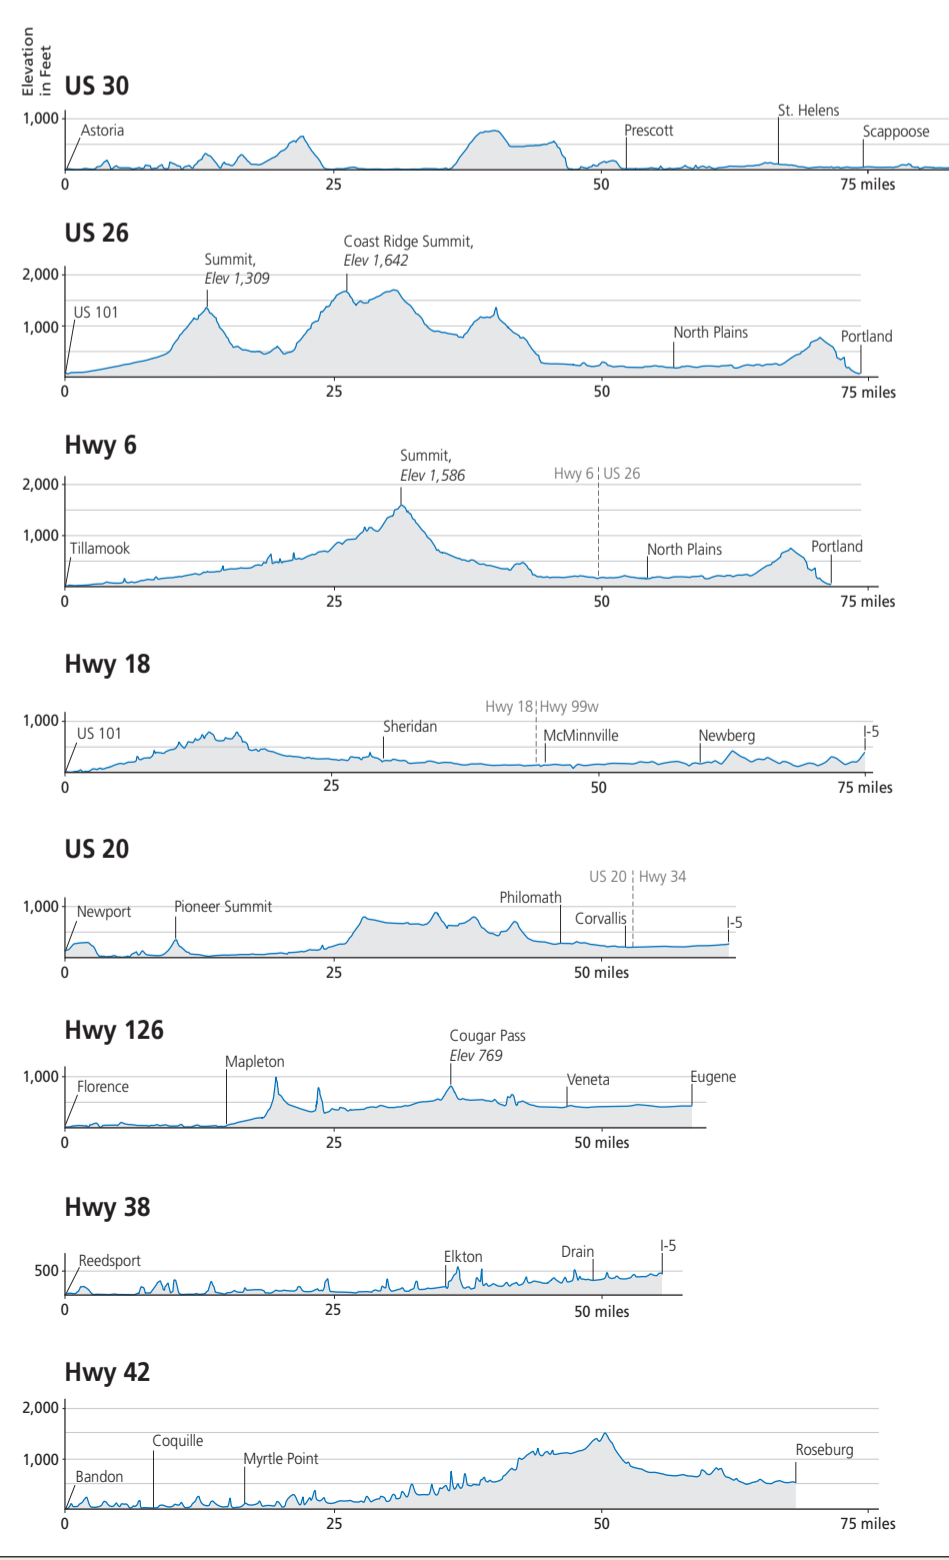 Elevation
in Feet
US 30
1,000
Astoria
Prescott
St. Helens
Scappoose
0
25
50
75 miles
US 26
2,000
1,000
US 101
Summit,
Elev 1,309
Coast Ridge Summit,
Elev 1,642
North Plains
Portland
0
25
50
75 miles
Hwy 6
2,000
1,000
Tillamook
Summit,
Elev 1,586
Hwy 6
US 26
North Plains
Portland
0
25
50
75 miles
Hwy 18
1,000
US 101
Sheridan
Hwy 18
Hwy 99w
McMinnville
Newberg
I-5
0
25
50
75 miles
US 20
1,000
Newport
Pioneer Summit
Philomath
Corvallis
US 20
Hwy 34
I-5
0
25
50 miles
Hwy 126
1,000
Florence
Mapleton
Cougar Pass
Elev 769
Veneta
Eugene
0
25
50 miles
Hwy 38
500
Reedsport
Elkton
Drain
I-5
0
25
50 miles
Hwy 42
2,000
1,000
Bandon
Coquille
Myrtle Point
Roseburg
0
25
50
75 miles